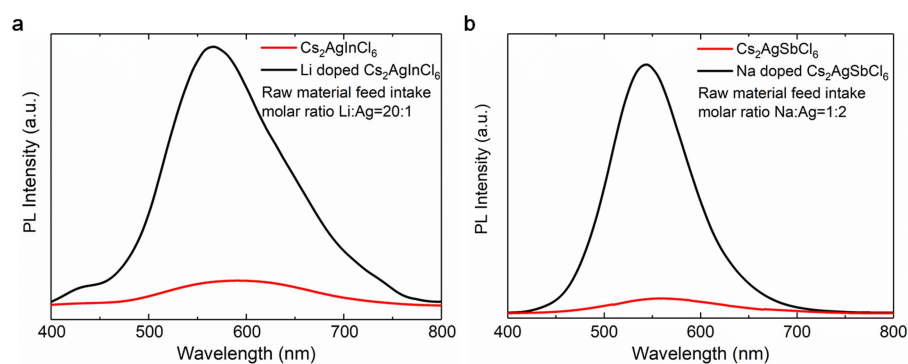 a
Cs₂AgInCl₆
Li doped Cs₂AgInCl₆
Raw material feed intake
molar ratio Li:Ag=20:1
PL Intensity (a.u.)
400 500 600 700 800
Wavelength (nm)
b
Cs₂AgSbCl₆
Na doped Cs₂AgSbCl₆
Raw material feed intake
molar ratio Na:Ag=1:2
PL Intensity (a.u.)
400 500 600 700 800
Wavelength (nm)